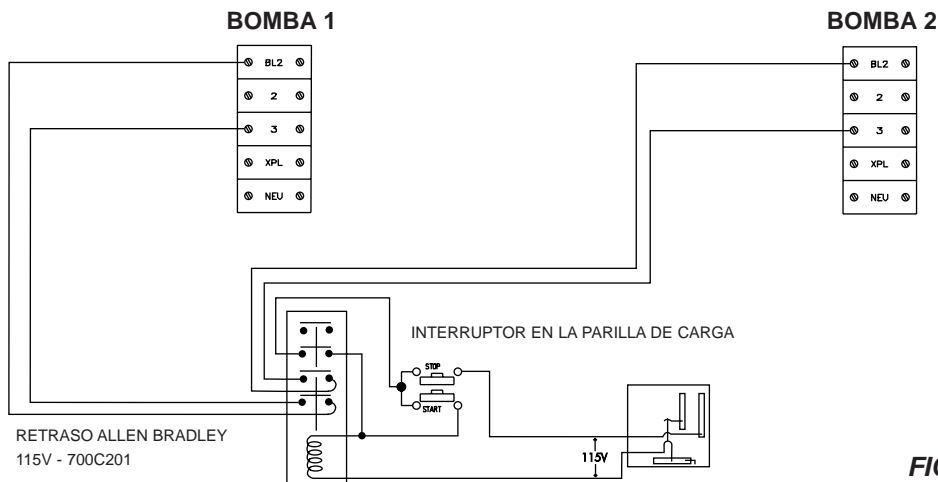 BOMBA 1
BOMBA 2
BL2
2
3
XPL
NEU
BL2
2
3
XPL
NEU
INTERRUPTOR EN LA PARILLA DE CARGA
STOP
START
RETRASO ALLEN BRADLEY
115V - 700C201
115V
FIG